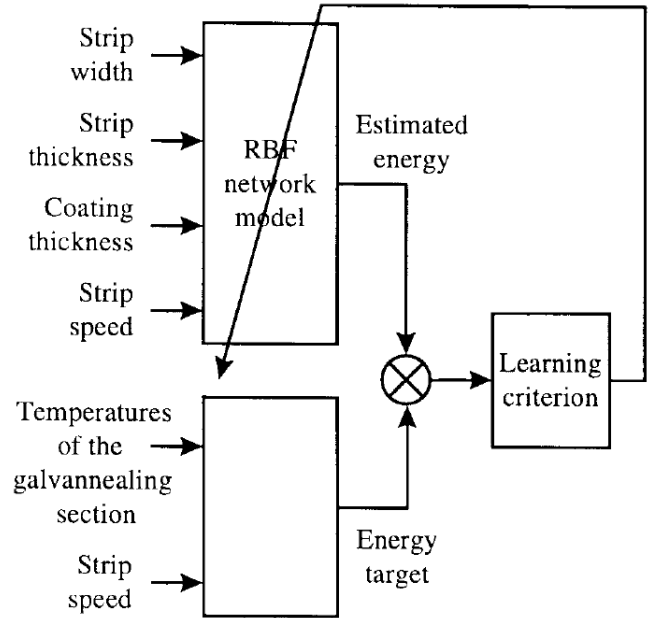 Strip
width
Strip
thickness
Coating
thickness
Strip
speed
RBF
network
model
Estimated
energy
Learning
criterion
Temperatures
of the
galvannealing
section
Strip
speed
Energy
target